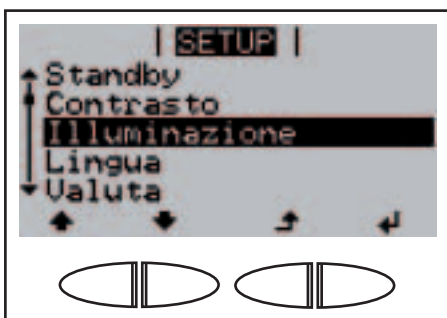 SETUP
Standby
Contrasto
Illuminazione
Lingua
Valuta